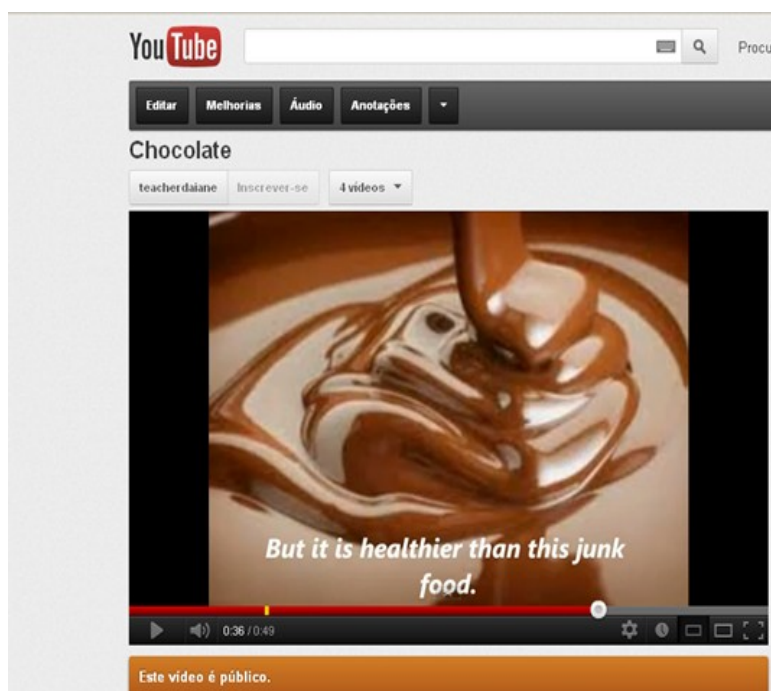 YouTube
Procu
Editar Melhorias Áudio Anotações
Chocolate
teacherdaiane Inscrever-se 4 vídeos
But it is healthier than this junk
food.
0:36 / 0:49
Este vídeo é público.